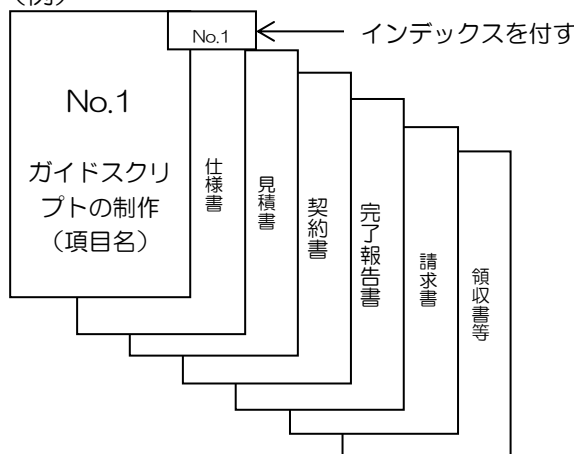 （例）
No.1
インデックスを付す
No.1
ガイドスクリ
プトの制作
（項目名）
仕様書
見積書
契約書
完了報告書
請求書
領収書等